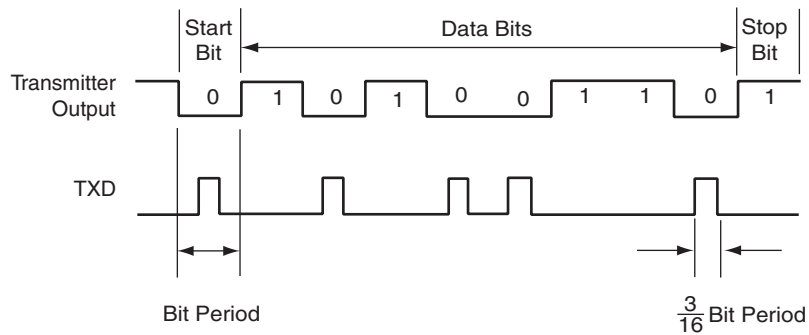 Start Bit
Data Bits
Stop Bit
Transmitter Output
0 1 0 1 0 0 1 1 0 1
TXD
Bit Period
3/16 Bit Period